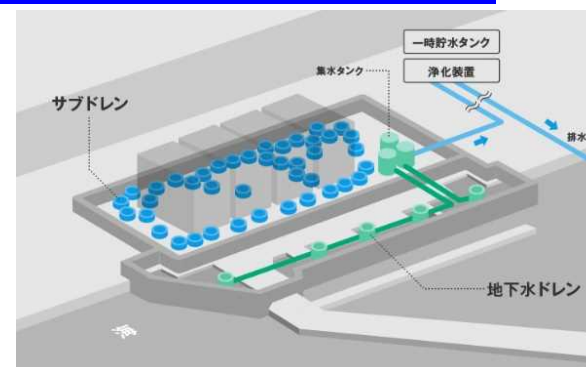 一時貯水タンク
集水タンク
浄化装置
サブドレン
排水
地下水ドレン
海